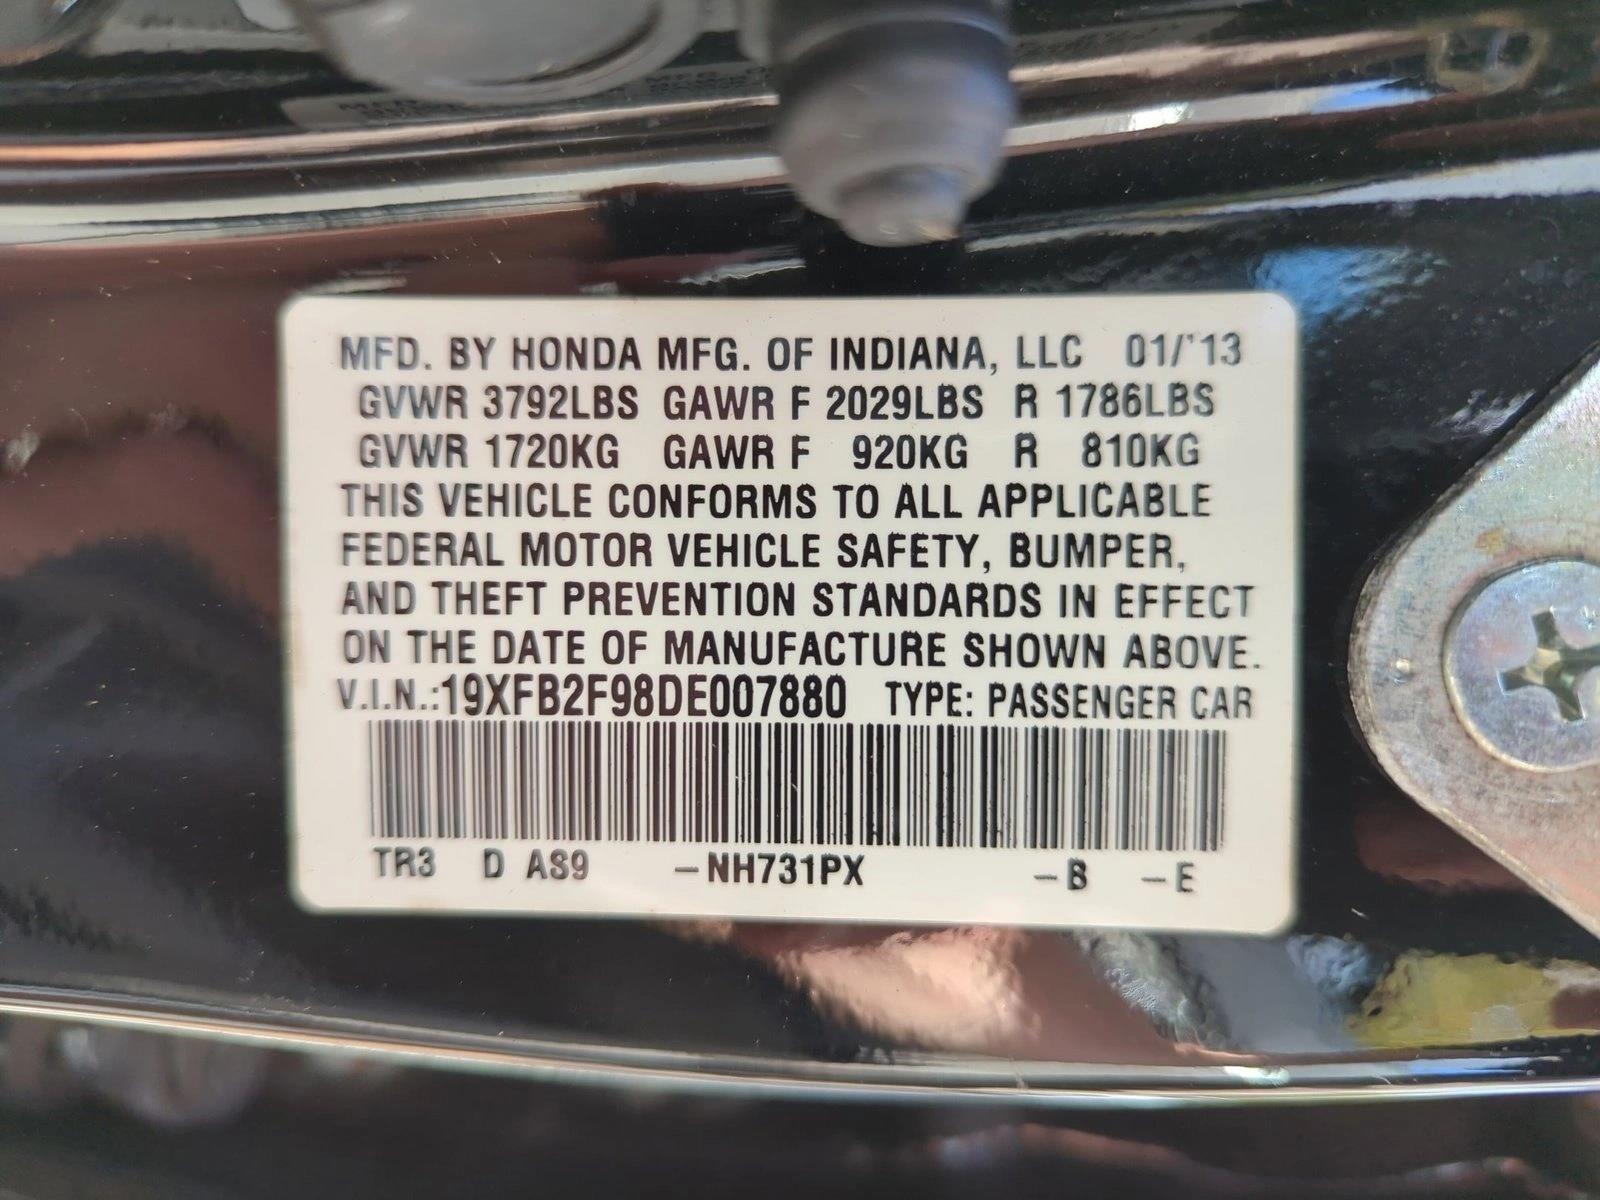 MFD. BY HONDA MFG. OF INDIANA, LLC 01/'13
GVWR 3792LBS GAWR F 2029LBS R 1786LBS
GVWR 1720KG GAWR F 920KG R 810KG
THIS VEHICLE CONFORMS TO ALL APPLICABLE
FEDERAL MOTOR VEHICLE SAFETY, BUMPER,
AND THEFT PREVENTION STANDARDS IN EFFECT
ON THE DATE OF MANUFACTURE SHOWN ABOVE.
V.I.N.:19XFB2F98DE007880 TYPE: PASSENGER CAR
TR3 D AS9 -NH731PX -B -E